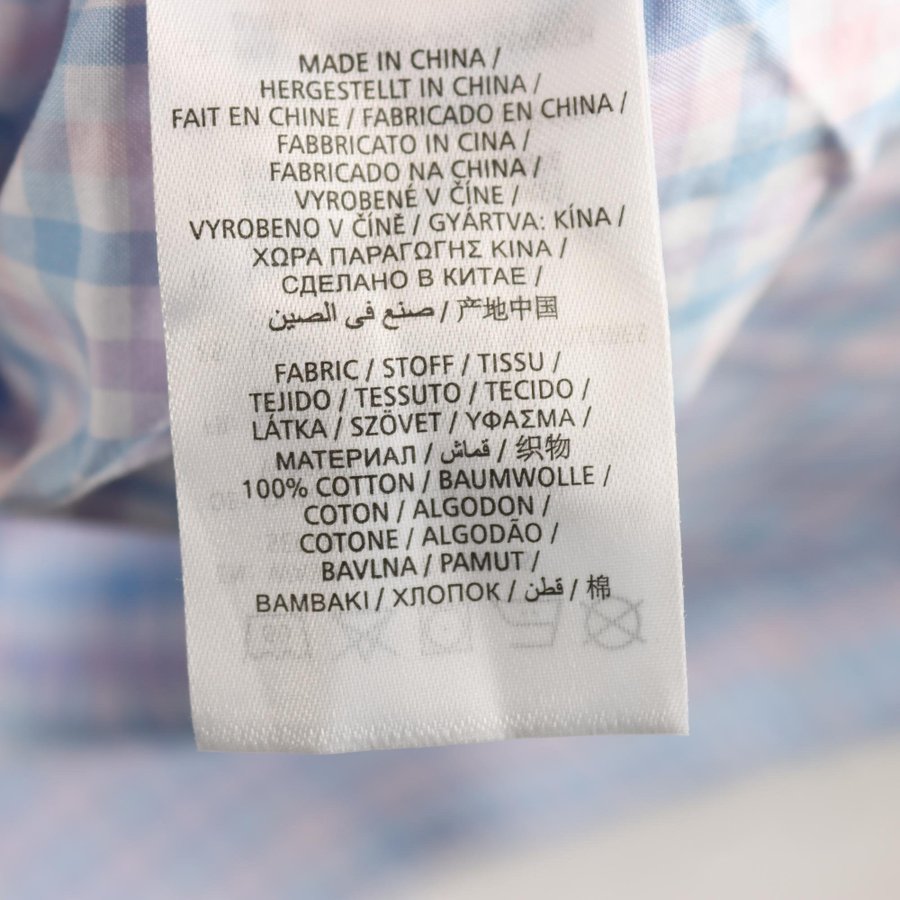 MADE IN CHINA /
HERGESTELLT IN CHINA /
FAIT EN CHINE / FABRICADO EN CHINA /
FABBRICATO IN CINA /
FABRICADO NA CHINA /
VYROBENÉ V ČÍNE /
VYROBENO V ČÍNĚ / GYÁRTVA: KÍNA /
ΧΩΡΑ ΠΑΡΑΓΩΓΗΣ ΚΙΝΑ /
СДЕЛАНО В КИТАЕ /
صنع في الصين / 产地中国
FABRIC / STOFF / TISSU /
TEJIDO / TESSUTO / TECIDO /
LÁTKA / SZÖVET / ΥΦΑΣΜΑ /
МАТЕРИАЛ / قماش / 织物
100% COTTON / BAUMWOLLE /
COTON / ALGODON /
COTONE / ALGODÃO /
BAVLNA / PAMUT /
ΒΑΜΒΑΚΙ / ХЛОПОК / قطن / 棉